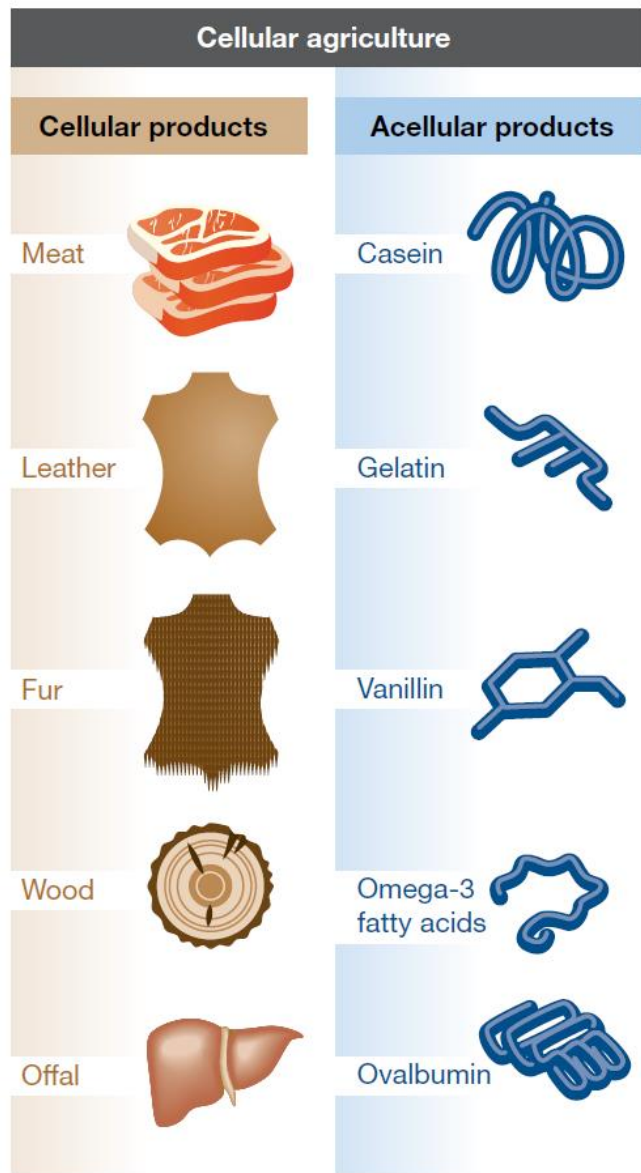 Cellular agriculture
Cellular products
Meat
Leather
Fur
Wood
Offal
Acellular products
Casein
Gelatin
Vanillin
Omega-3
fatty acids
Ovalbumin